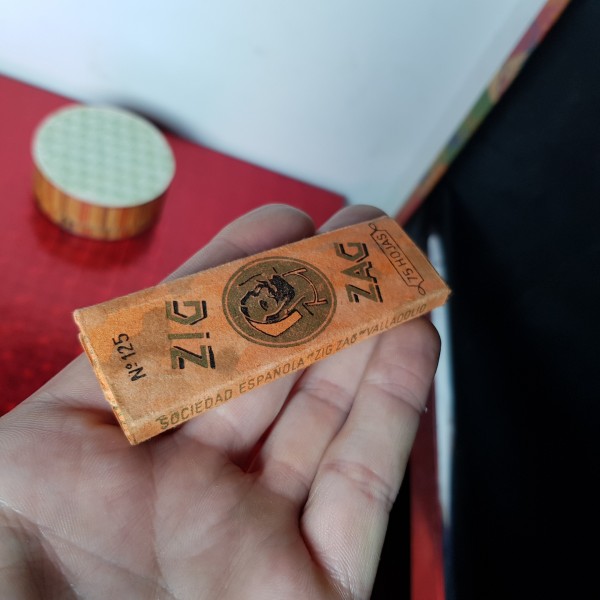 Nº 125
ZiG
ZAG
75 HOJAS
SOCIEDAD ESPAÑOLA "ZIG ZAG" VALLADOLID